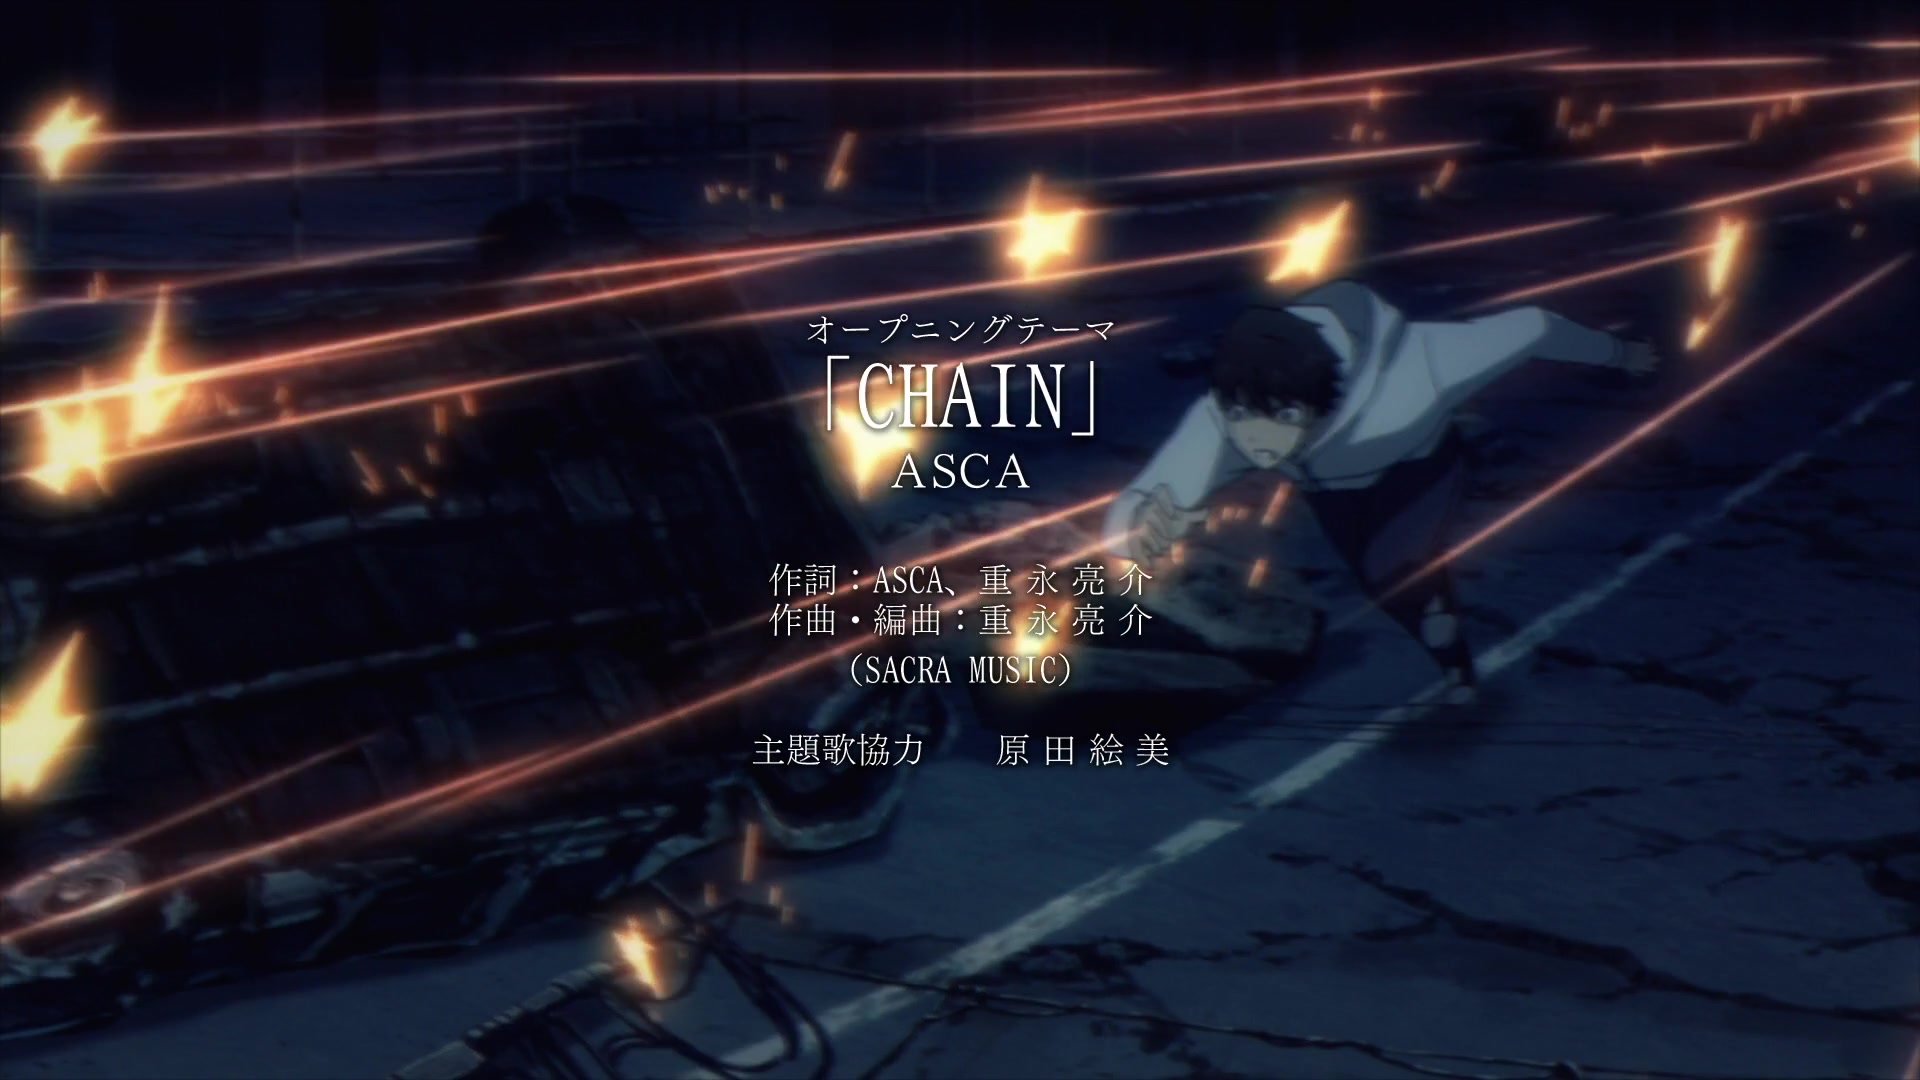 オープニングテーマ
「CHAIN」
ASCA
作詞：ASCA、重永亮介
作曲・編曲：重永亮介
(SACRA MUSIC)
主題歌協力　　原田絵美